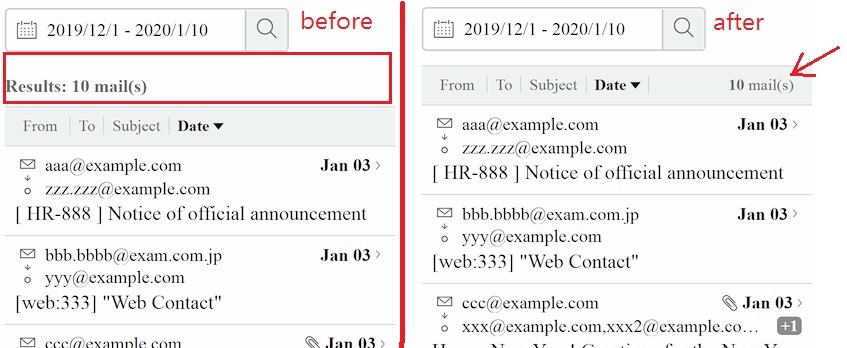 2019/12/1 - 2020/1/10
before
Results: 10 mail(s)
From To Subject Date ▼
aaa@example.com Jan 03
zzz.zzz@example.com
[ HR-888 ] Notice of official announcement
bbb.bbbb@exam.com.jp Jan 03
yyy@example.com
[web:333] "Web Contact"
ccc@example.com Jan 03
2019/12/1 - 2020/1/10
after
From To Subject Date ▼ 10 mail(s)
aaa@example.com Jan 03
zzz.zzz@example.com
[ HR-888 ] Notice of official announcement
bbb.bbbb@exam.com.jp Jan 03
yyy@example.com
[web:333] "Web Contact"
ccc@example.com Jan 03
xxx@example.com,xxx2@example.co… +1